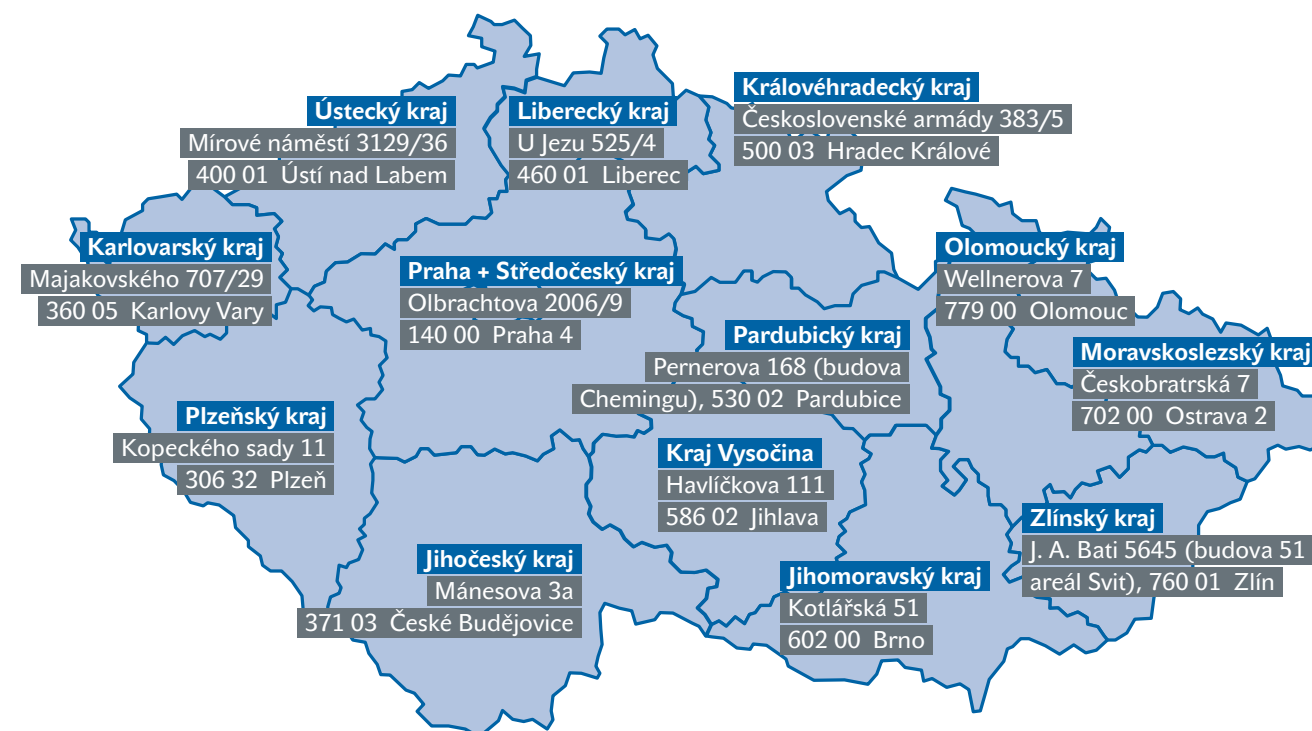 Královéhradecký kraj
Československé armády 383/5
500 03 Hradec Králové
Ústecký kraj
Mírové náměstí 3129/36
400 01 Ústí nad Labem
Liberecký kraj
U Jezu 525/4
460 01 Liberec
Karlovarský kraj
Majakovského 707/29
360 05 Karlovy Vary
Praha + Středočeský kraj
Olbrachtova 2006/9
140 00 Praha 4
Olomoucký kraj
Wellnerova 7
779 00 Olomouc
Pardubický kraj
Pernerova 168 (budova
Chemingu), 530 02 Pardubice
Moravskoslezský kraj
Českobratrská 7
702 00 Ostrava 2
Plzeňský kraj
Kopeckého sady 11
306 32 Plzeň
Kraj Vysočina
Havlíčkova 111
586 02 Jihlava
Zlínský kraj
J. A. Bati 5645 (budova 51
areál Svit), 760 01 Zlín
Jihočeský kraj
Mánesova 3a
371 03 České Budějovice
Jihomoravský kraj
Kotlářská 51
602 00 Brno